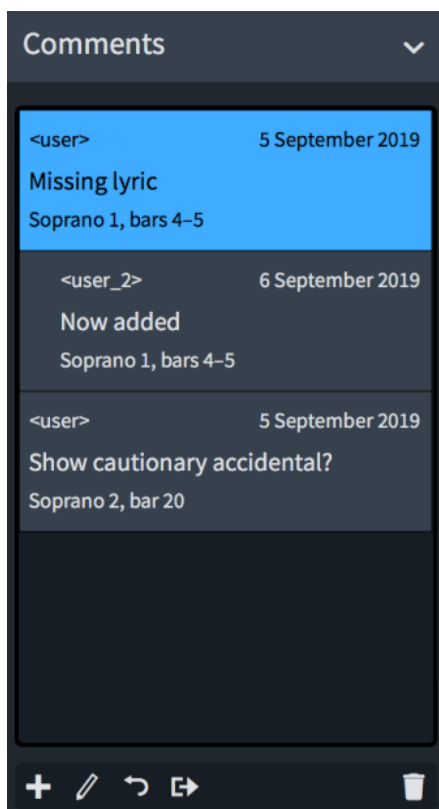 Comments
<user> 5 September 2019
Missing lyric
Soprano 1, bars 4–5
<user_2> 6 September 2019
Now added
Soprano 1, bars 4–5
<user> 5 September 2019
Show cautionary accidental?
Soprano 2, bar 20